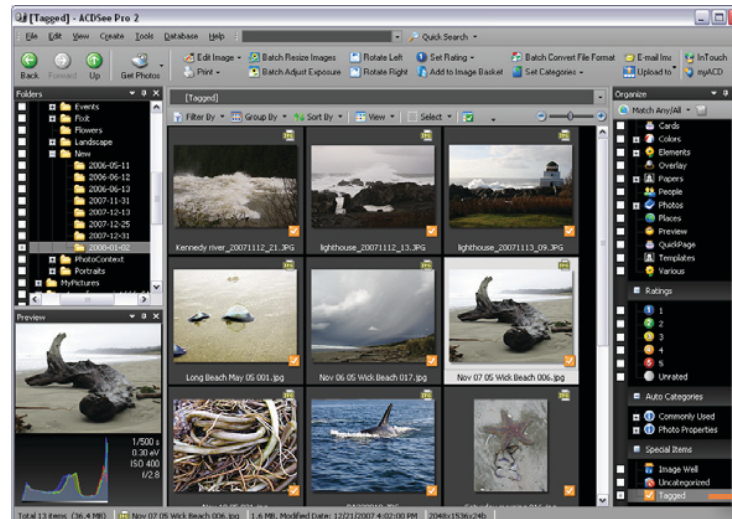 [Tagged] - ACDSee Pro 2
File Edit View Create Tools Database Help
Quick Search
Back Forward Up Get Photos
Edit Image Batch Resize Images Rotate Left Set Rating Batch Convert File Format E-mail Ima InTouch
Print Batch Adjust Exposure Rotate Right Add to Image Basket Set Categories Upload to myACD
Folders
Events
Fixit
Flowers
Landscape
New
2006-05-11
2006-06-12
2006-06-13
2007-11-31
2007-12-13
2007-12-25
2007-12-31
2008-01-02
PhotoContext
Portraits
MyPictures
Preview
1/500 s
0.30 eV
ISO 400
f/2.8
[Tagged]
Filter By Group By Sort By View Select
Kennedy river_20071112_21.JPG lighthouse_20071112_13.JPG lighthouse_20071113_09.JPG
Long Beach May 05 001.jpg Nov 06 05 Wick Beach 017.jpg Nov 07 05 Wick Beach 006.jpg
Organize
Match Any/All
Cards
Colors
Elements
Overlay
Papers
People
Photos
Places
Preview
QuickPage
Templates
Various
Ratings
1
2
3
4
5
Unrated
Auto Categories
Commonly Used
Photo Properties
Special Items
Image Well
Uncategorized
Tagged
Total 13 items (36.4 MB) Nov 07 05 Wick Beach 006.jpg 1.6 MB, Modified Date: 12/21/2007 4:02:00 PM 2048x1536x24b